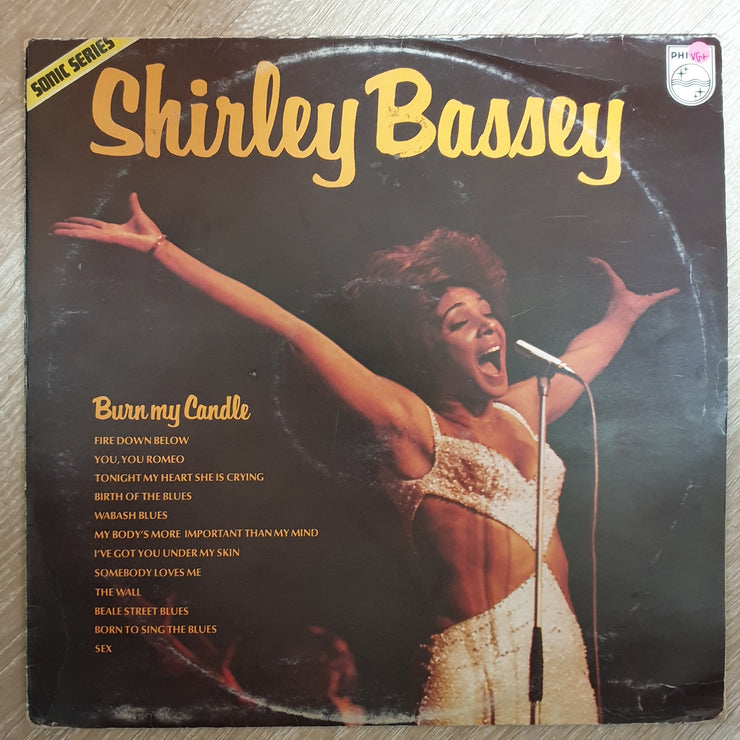 SONIC SERIES
Shirley Bassey
PHI VG+
Burn my Candle
FIRE DOWN BELOW
YOU, YOU ROMEO
TONIGHT MY HEART SHE IS CRYING
BIRTH OF THE BLUES
WABASH BLUES
MY BODY'S MORE IMPORTANT THAN MY MIND
I'VE GOT YOU UNDER MY SKIN
SOMEBODY LOVES ME
THE WALL
BEALE STREET BLUES
BORN TO SING THE BLUES
SEX